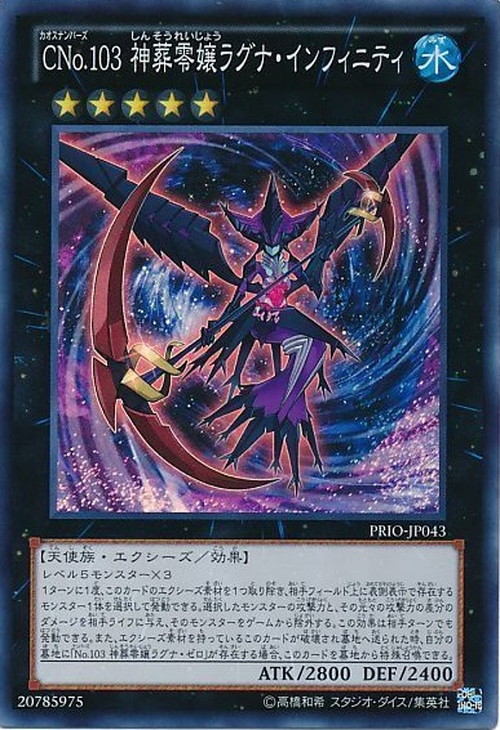 カオスナンバーズ しんそうれいじょう
CNo.103 神葬零嬢ラグナ・インフィニティ
みず
水
PRIO-JP043
【天使族・エクシーズ/効果】
レベル5モンスター×3
1ターンに1度、このカードのエクシーズ素材を1つ取り除き、相手フィールド上に表側表示で存在する
モンスター1体を選択して発動できる。選択したモンスターの攻撃力と、その元々の攻撃力の差分の
ダメージを相手ライフに与え、そのモンスターをゲームから除外する。この効果は相手ターンでも
発動できる。また、エクシーズ素材を持っているこのカードが破壊され墓地へ送られた時、自分の
墓地に「No.103 神葬零嬢ラグナ・ゼロ」が存在する場合、このカードを墓地から特殊召喚できる。
ATK/2800 DEF/2400
20785975 ©高橋和希 スタジオ・ダイス/集英社